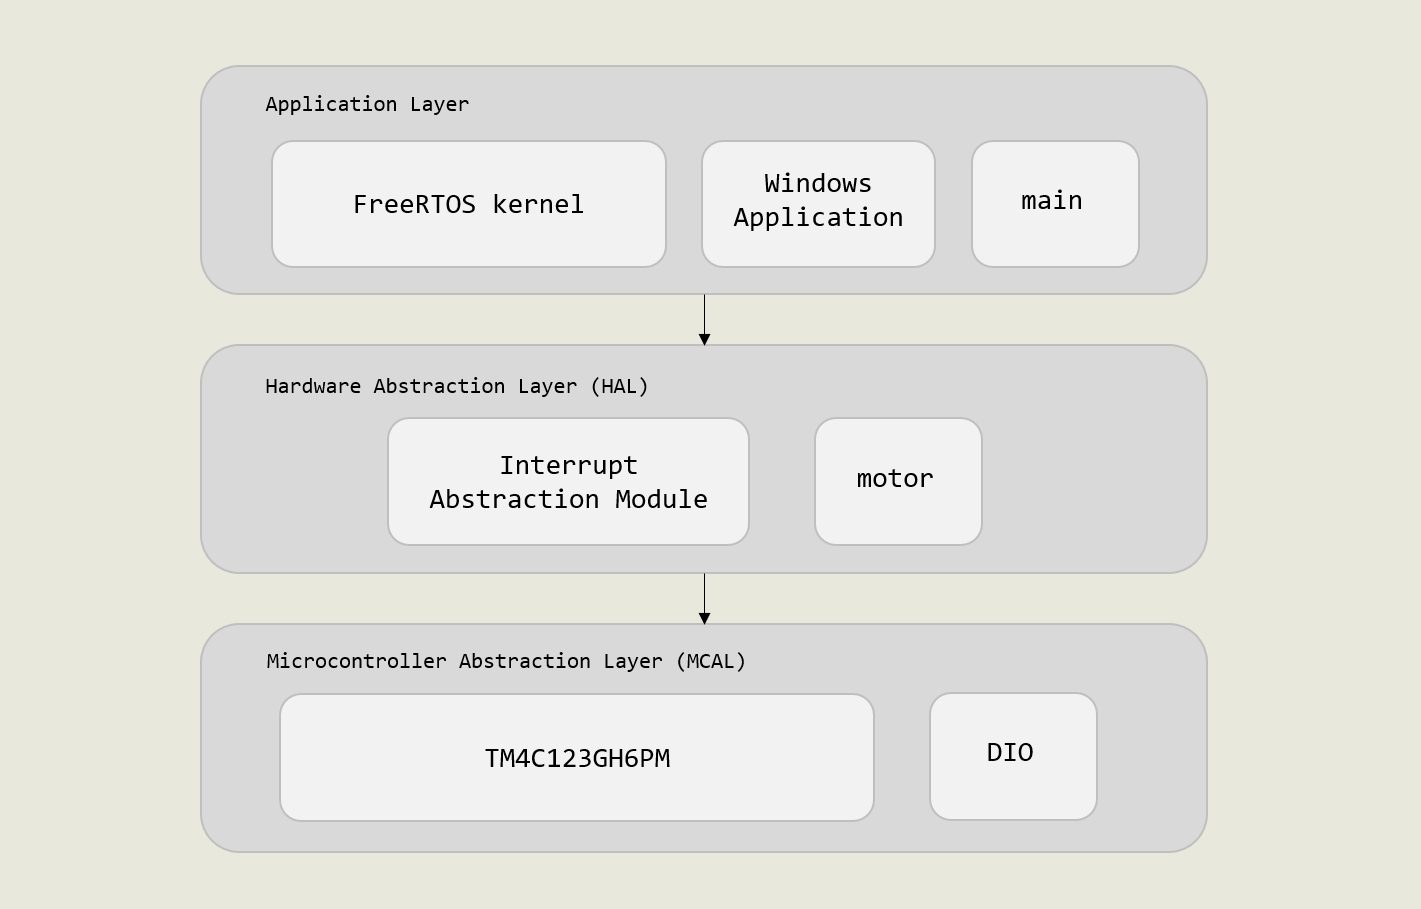 Application Layer
FreeRTOS kernel
Windows
Application
main
Hardware Abstraction Layer (HAL)
Interrupt
Abstraction Module
motor
Microcontroller Abstraction Layer (MCAL)
TM4C123GH6PM
DIO